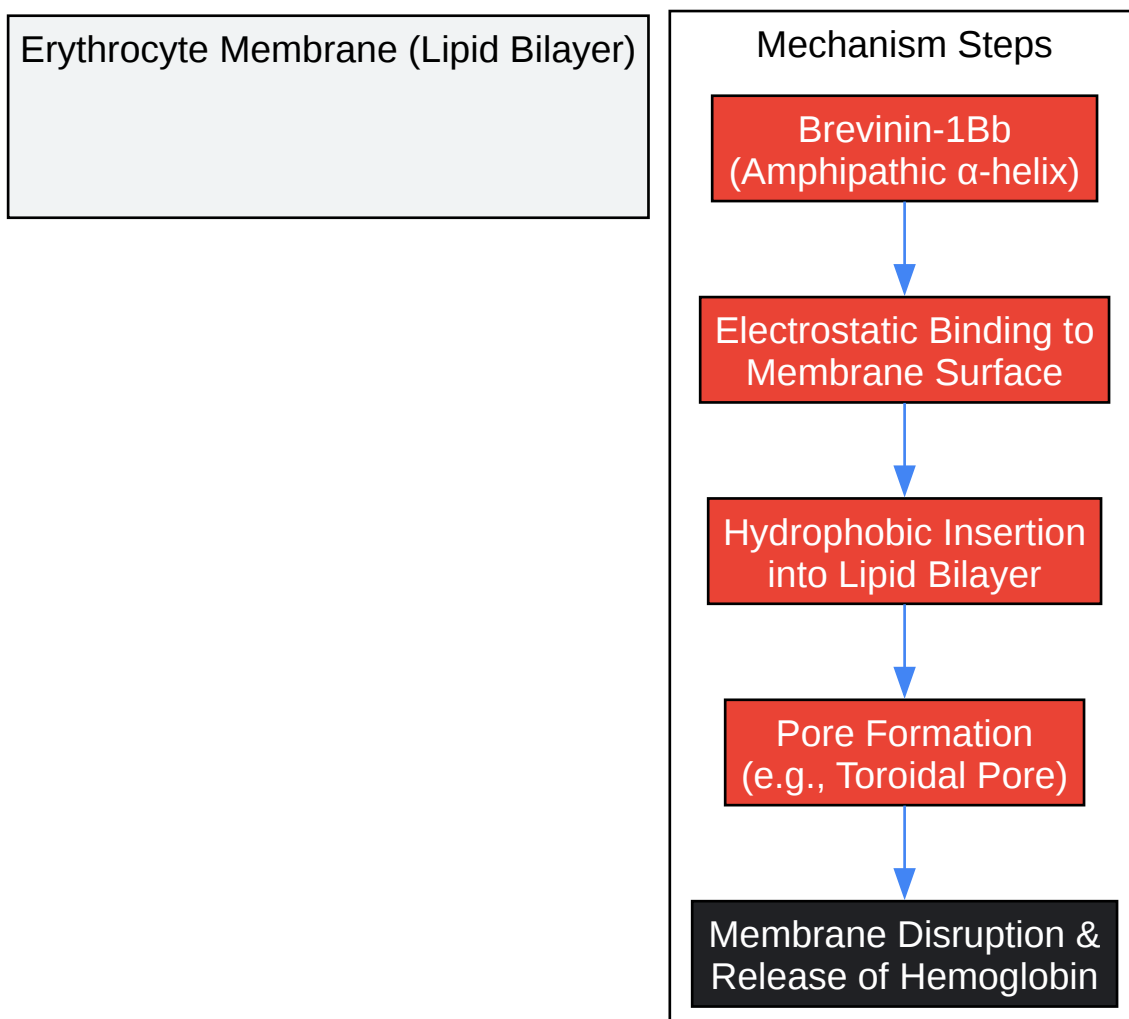 Erythrocyte Membrane (Lipid Bilayer)
Mechanism Steps
Brevinin-1Bb
(Amphipathic α-helix)
Electrostatic Binding to
Membrane Surface
Hydrophobic Insertion
into Lipid Bilayer
Pore Formation
(e.g., Toroidal Pore)
Membrane Disruption &
Release of Hemoglobin